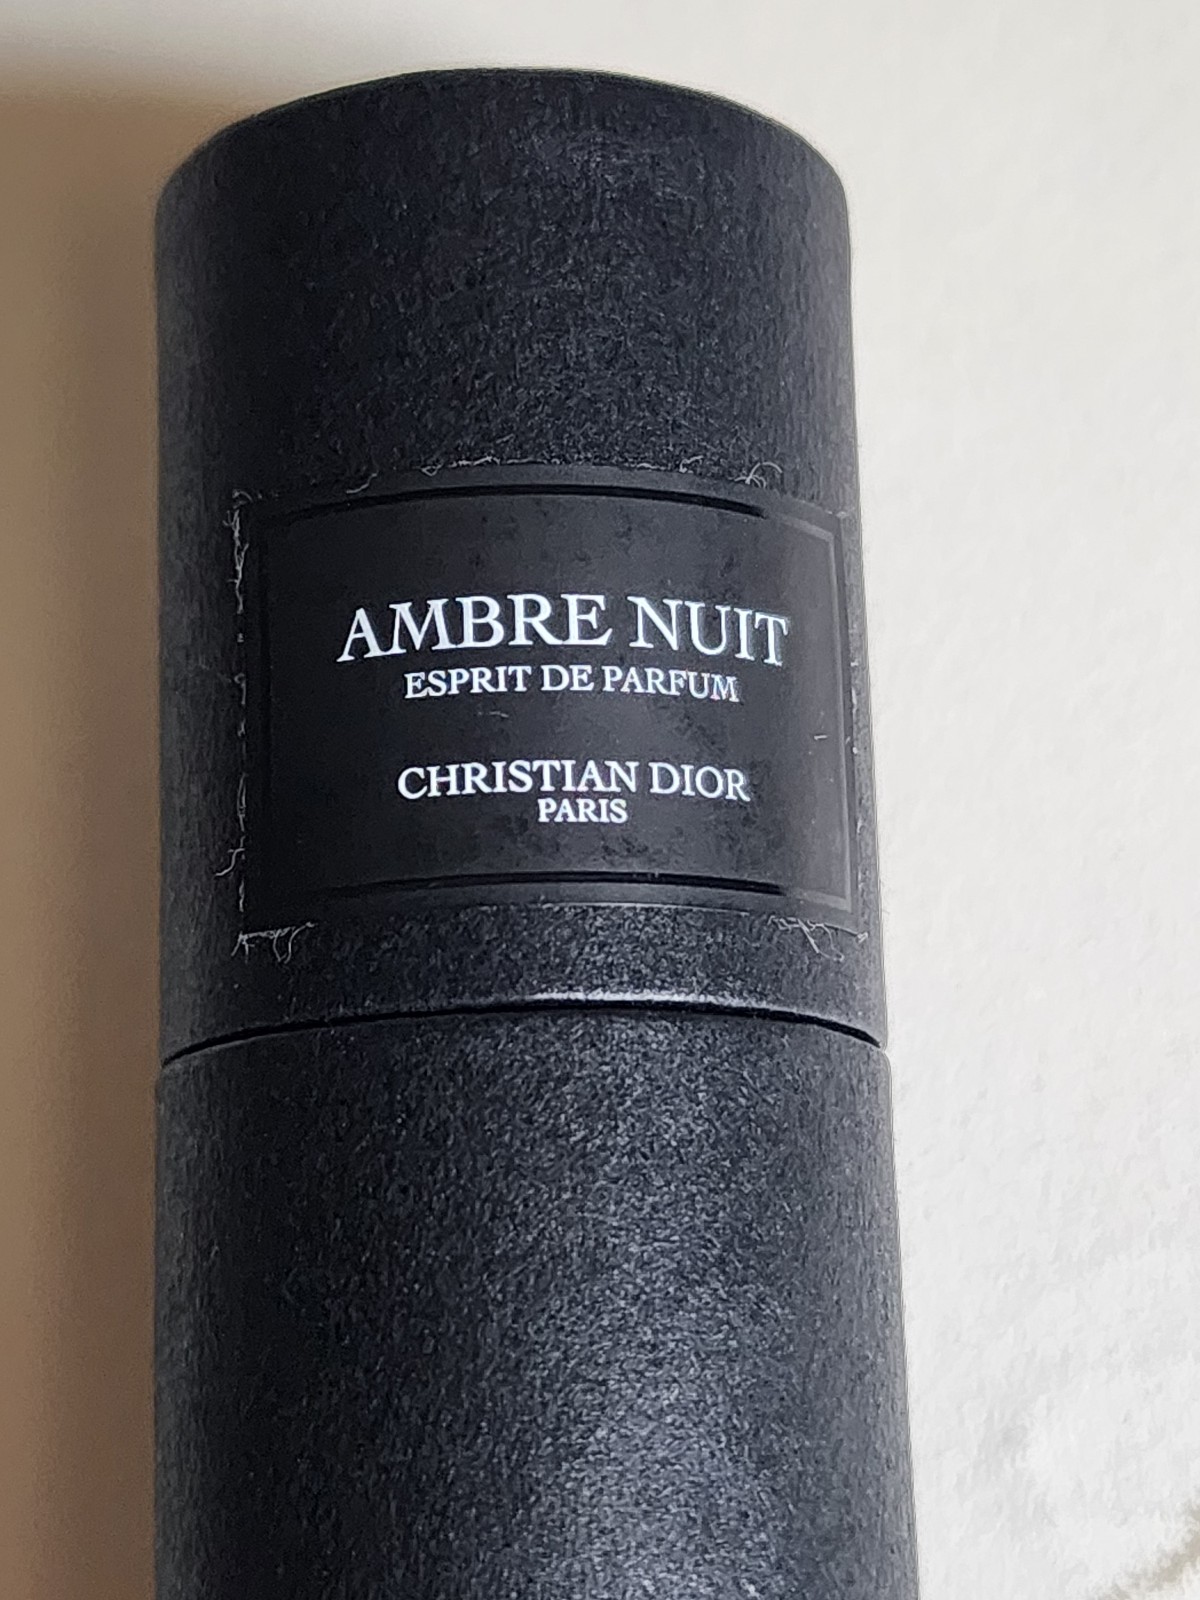 AMBRE NUIT
ESPRIT DE PARFUM
CHRISTIAN DIOR
PARIS